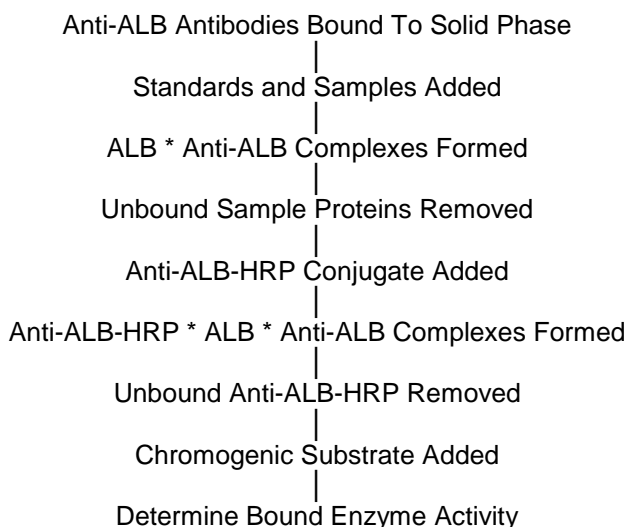 Anti-ALB Antibodies Bound To Solid Phase
Standards and Samples Added
ALB * Anti-ALB Complexes Formed
Unbound Sample Proteins Removed
Anti-ALB-HRP Conjugate Added
Anti-ALB-HRP * ALB * Anti-ALB Complexes Formed
Unbound Anti-ALB-HRP Removed
Chromogenic Substrate Added
Determine Bound Enzyme Activity